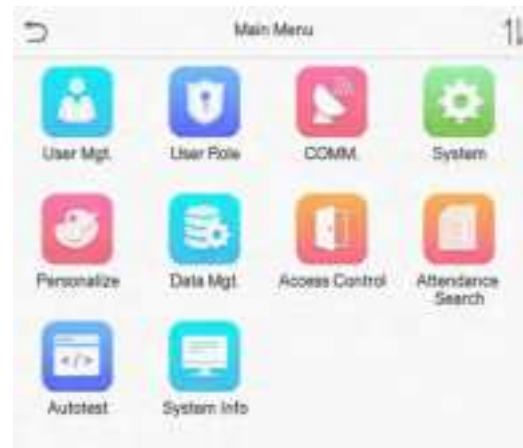 Main Menu
User Mgt.
User Role
COMM.
System
Personalize
Data Mgt.
Access Control
Attendance
Search
Autotest
System Info